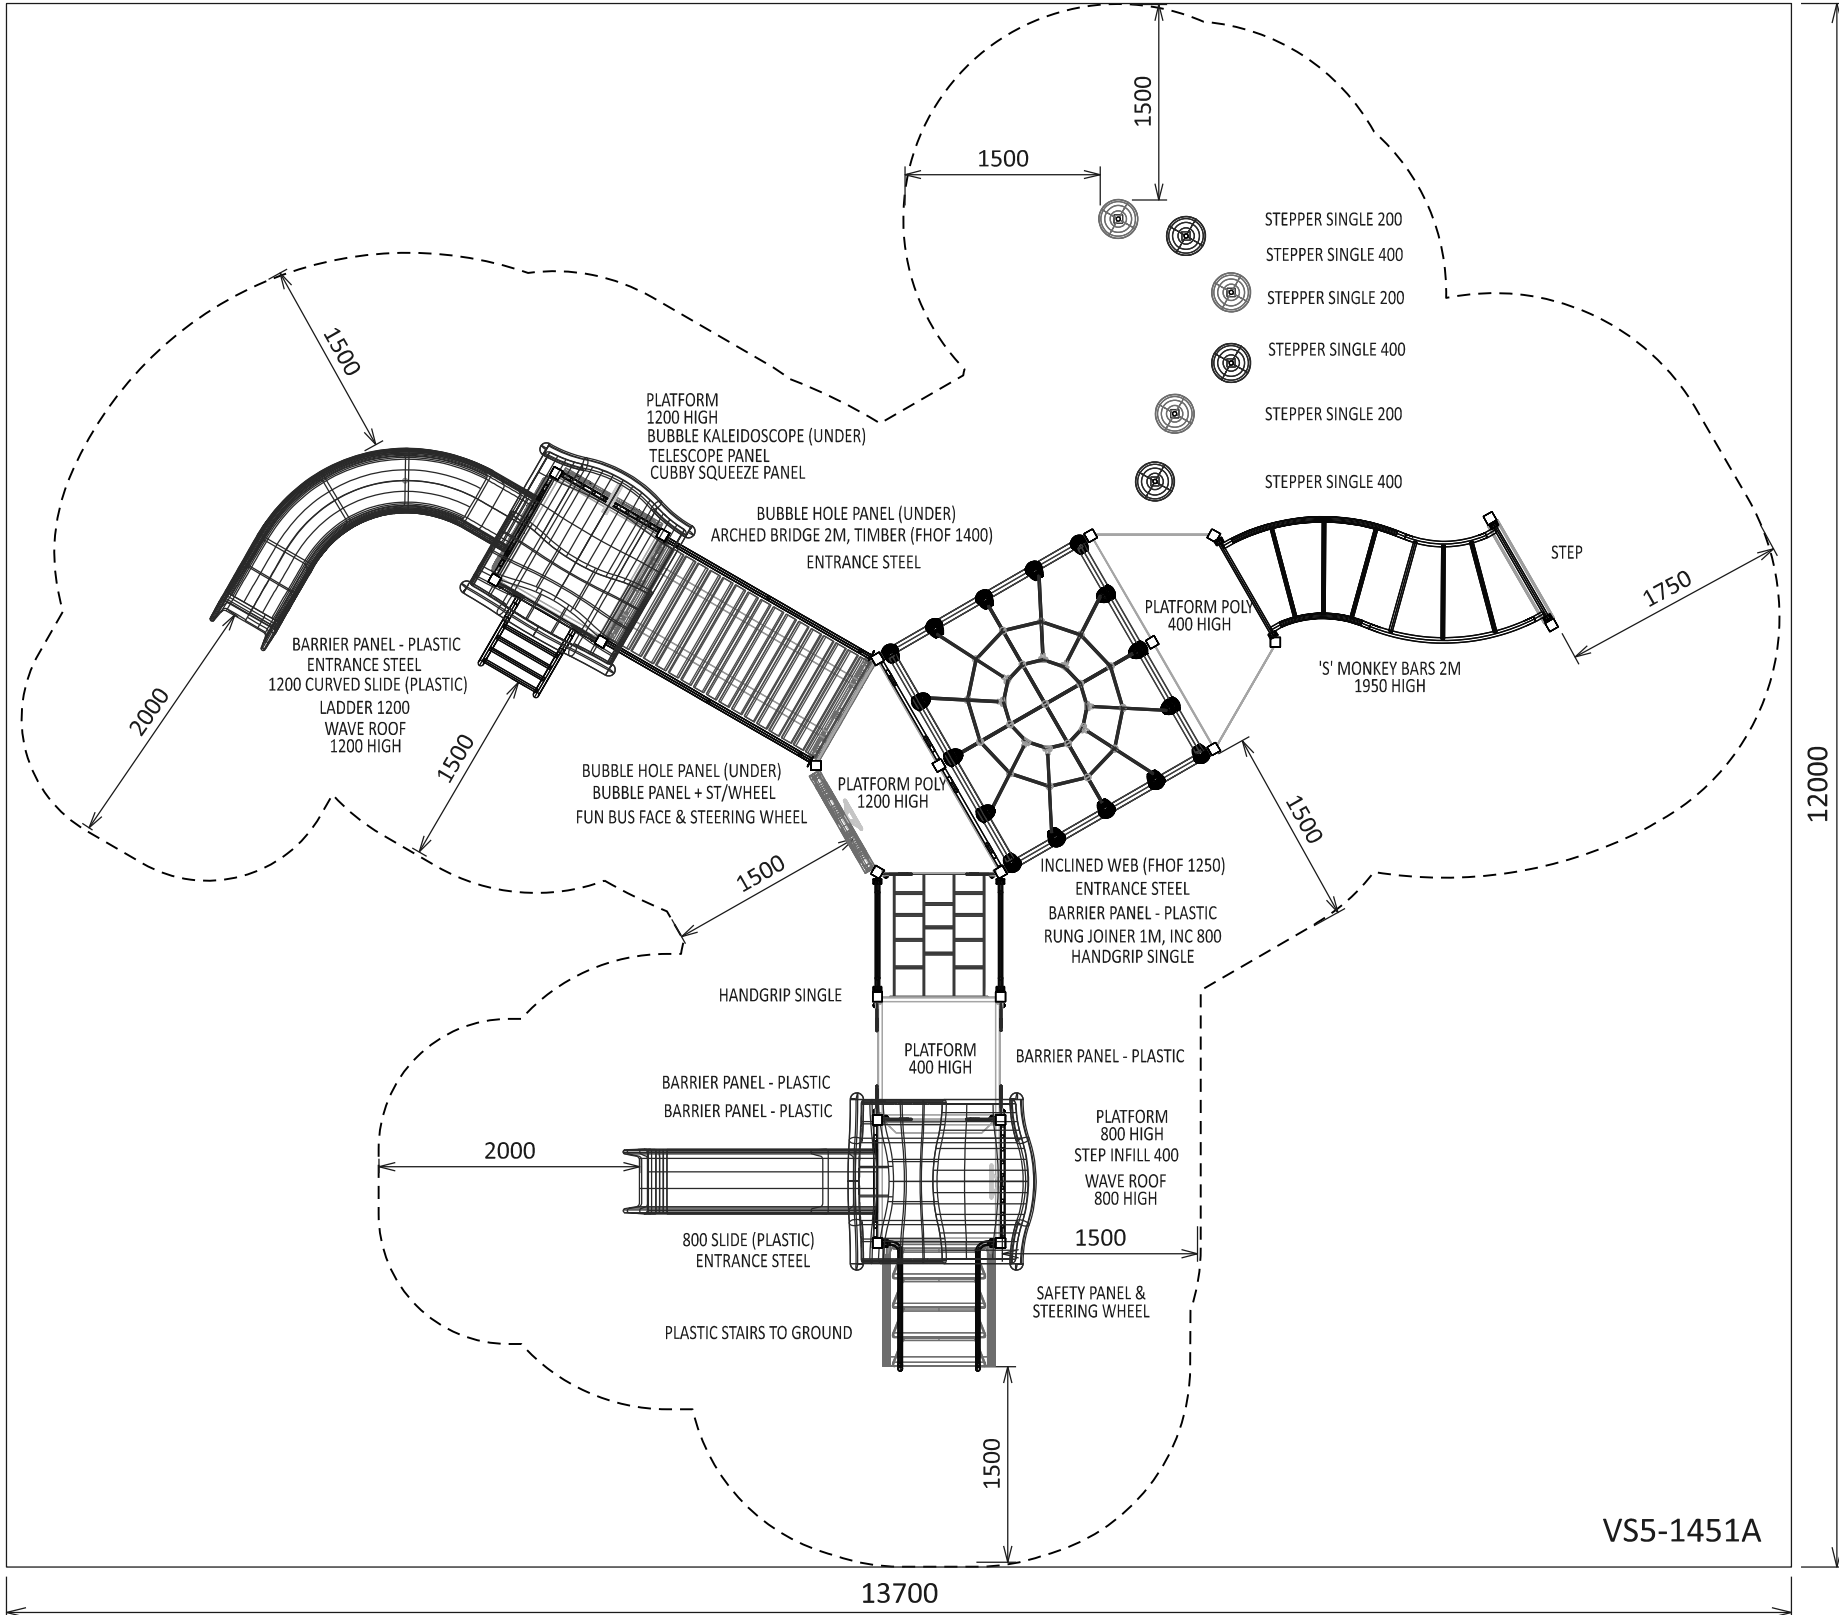 1500
1500
STEPPER SINGLE 200
STEPPER SINGLE 400
STEPPER SINGLE 200
STEPPER SINGLE 400
STEPPER SINGLE 200
STEPPER SINGLE 400
1500
PLATFORM
1200 HIGH
BUBBLE KALEIDOSCOPE (UNDER)
TELESCOPE PANEL
CUBBY SQUEEZE PANEL
BUBBLE HOLE PANEL (UNDER)
ARCHED BRIDGE 2M, TIMBER (FHOF 1400)
ENTRANCE STEEL
STEP
1750
PLATFORM POLY
400 HIGH
'S' MONKEY BARS 2M
1950 HIGH
BARRIER PANEL - PLASTIC
ENTRANCE STEEL
1200 CURVED SLIDE (PLASTIC)
LADDER 1200
WAVE ROOF
1200 HIGH
2000
1500
BUBBLE HOLE PANEL (UNDER)
BUBBLE PANEL + ST/WHEEL
FUN BUS FACE & STEERING WHEEL
PLATFORM POLY
1200 HIGH
1500
1500
12000
INCLINED WEB (FHOF 1250)
ENTRANCE STEEL
BARRIER PANEL - PLASTIC
RUNG JOINER 1M, INC 800
HANDGRIP SINGLE
HANDGRIP SINGLE
PLATFORM
400 HIGH
BARRIER PANEL - PLASTIC
BARRIER PANEL - PLASTIC
BARRIER PANEL - PLASTIC
PLATFORM
800 HIGH
STEP INFILL 400
WAVE ROOF
800 HIGH
2000
800 SLIDE (PLASTIC)
ENTRANCE STEEL
1500
SAFETY PANEL &
STEERING WHEEL
PLASTIC STAIRS TO GROUND
1500
VS5-1451A
13700